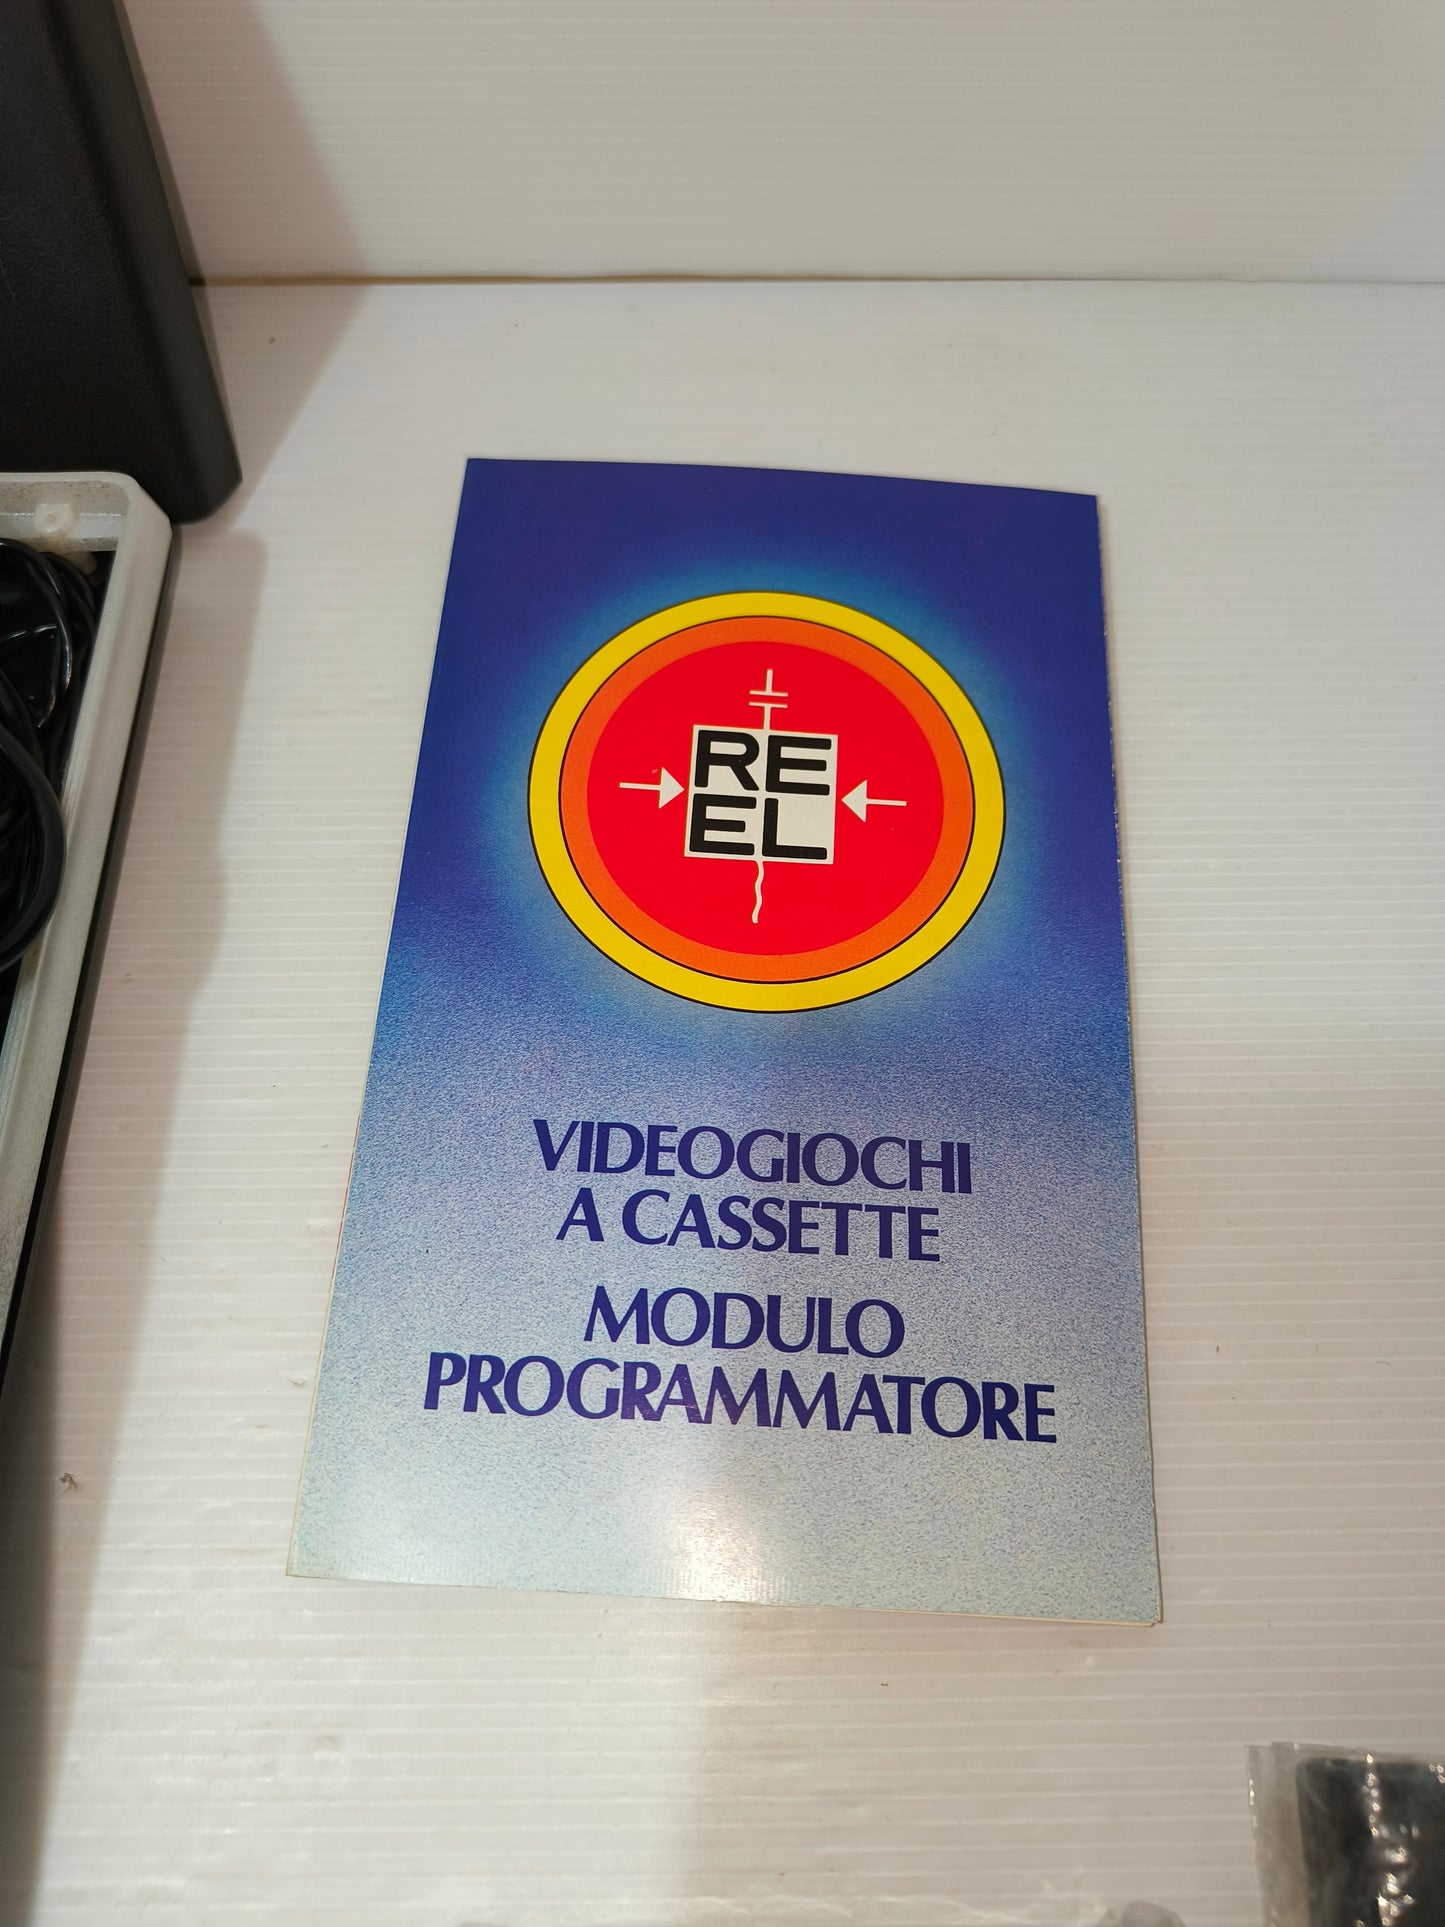 RE
EL
VIDEOGIOCHI
A CASSETTE
MODULO
PROGRAMMATORE